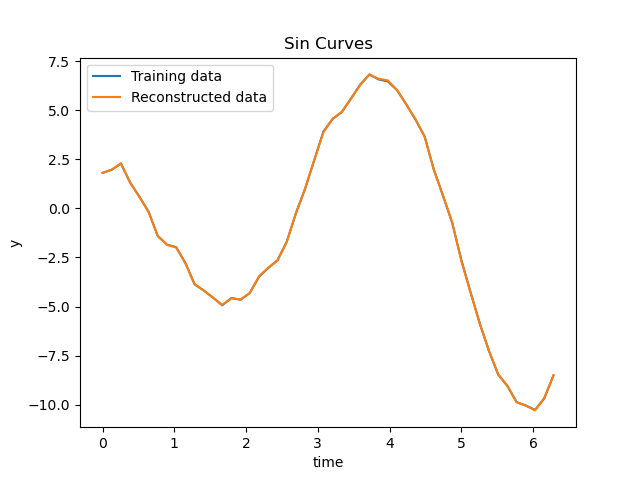 Sin Curves
Training data
Reconstructed data
7.5
5.0
2.5
0.0
−2.5
−5.0
−7.5
−10.0
y
0 1 2 3 4 5 6
time